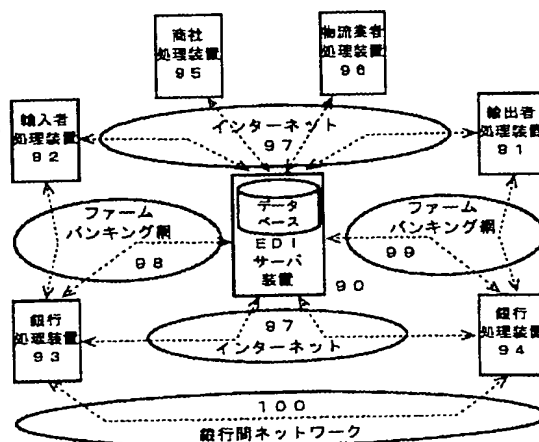 商社
処理装置
95
物流業者
処理装置
96
輸入者
処理装置
92
インターネット
97
輸出者
処理装置
91
データ
ベース
EDI
サーバ
装置
90
ファーム
バンキング網
98
ファーム
バンキング網
99
銀行
処理装置
93
97
インターネット
銀行
処理装置
94
100
銀行間ネットワーク